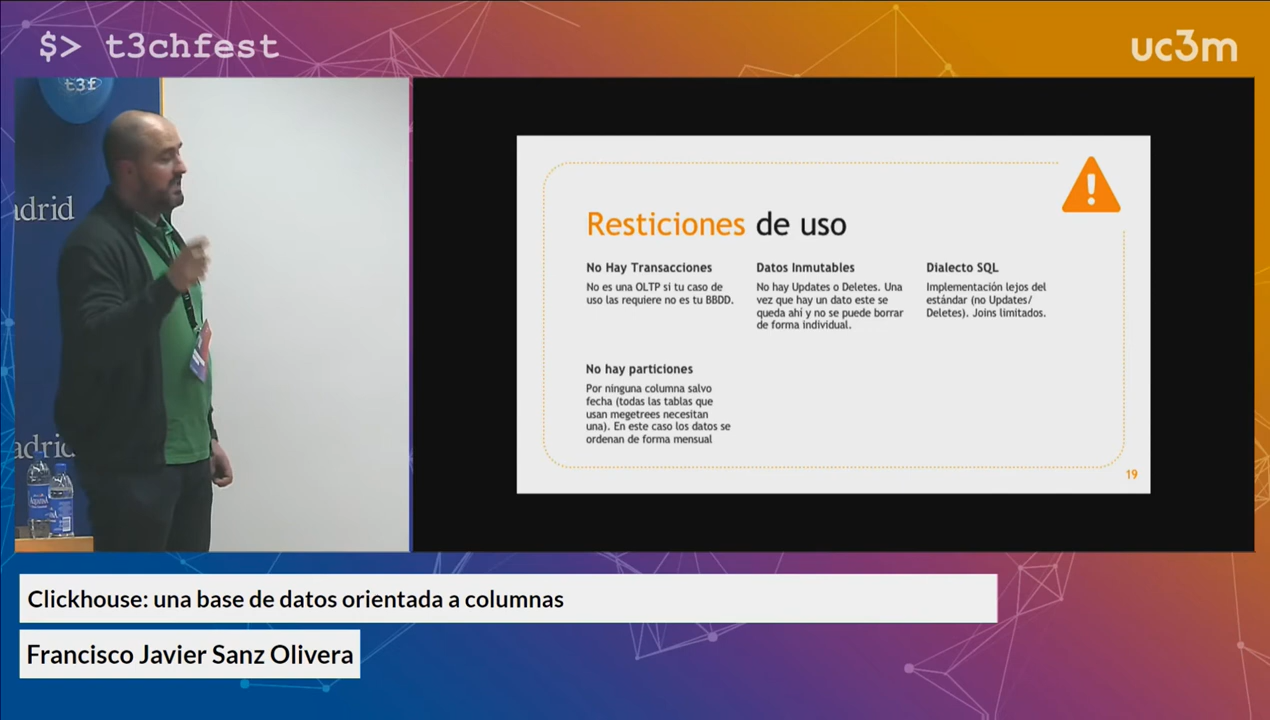 $> t3chfest
uc3m
t3f
adrid
adrid
Resticiones de uso
No Hay Transacciones
No es una OLTP si tu caso de
uso las requiere no es tu BBDD.
Datos Inmutables
No hay Updates o Deletes. Una
vez que hay un dato este se
queda ahí y no se puede borrar
de forma individual.
Dialecto SQL
Implementación lejos del
estándar (no Updates/
Deletes). Joins limitados.
No hay particiones
Por ninguna columna salvo
fecha (todas las tablas que
usan megetrees necesitan
una). En este caso los datos se
ordenan de forma mensual
19
Clickhouse: una base de datos orientada a columnas
Francisco Javier Sanz Olivera